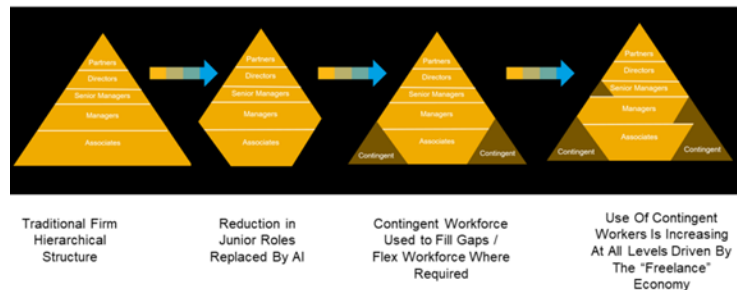 Partners
Directors
Senior Managers
Managers
Associates
Partners
Directors
Senior Managers
Managers
Associates
Partners
Directors
Senior Managers
Managers
Associates
Contingent
Contingent
Partners
Directors
Senior Managers
Managers
Associates
Contingent
Contingent
Traditional Firm
Hierarchical
Structure
Reduction in
Junior Roles
Replaced By AI
Contingent Workforce
Used to Fill Gaps /
Flex Workforce Where
Required
Use Of Contingent
Workers Is Increasing
At All Levels Driven By
The “Freelance”
Economy